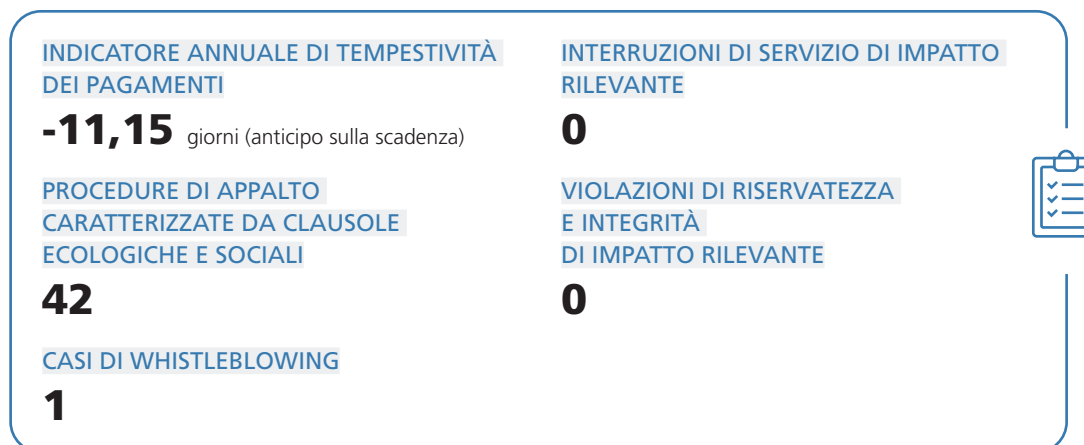 INDICATORE ANNUALE DI TEMPESTIVITÀ
DEI PAGAMENTI
-11,15 giorni (anticipo sulla scadenza)
PROCEDURE DI APPALTO
CARATTERIZZATE DA CLAUSOLE
ECOLOGICHE E SOCIALI
42
CASI DI WHISTLEBLOWING
1
INTERRUZIONI DI SERVIZIO DI IMPATTO
RILEVANTE
0
VIOLAZIONI DI RISERVATEZZA
E INTEGRITÀ
DI IMPATTO RILEVANTE
0